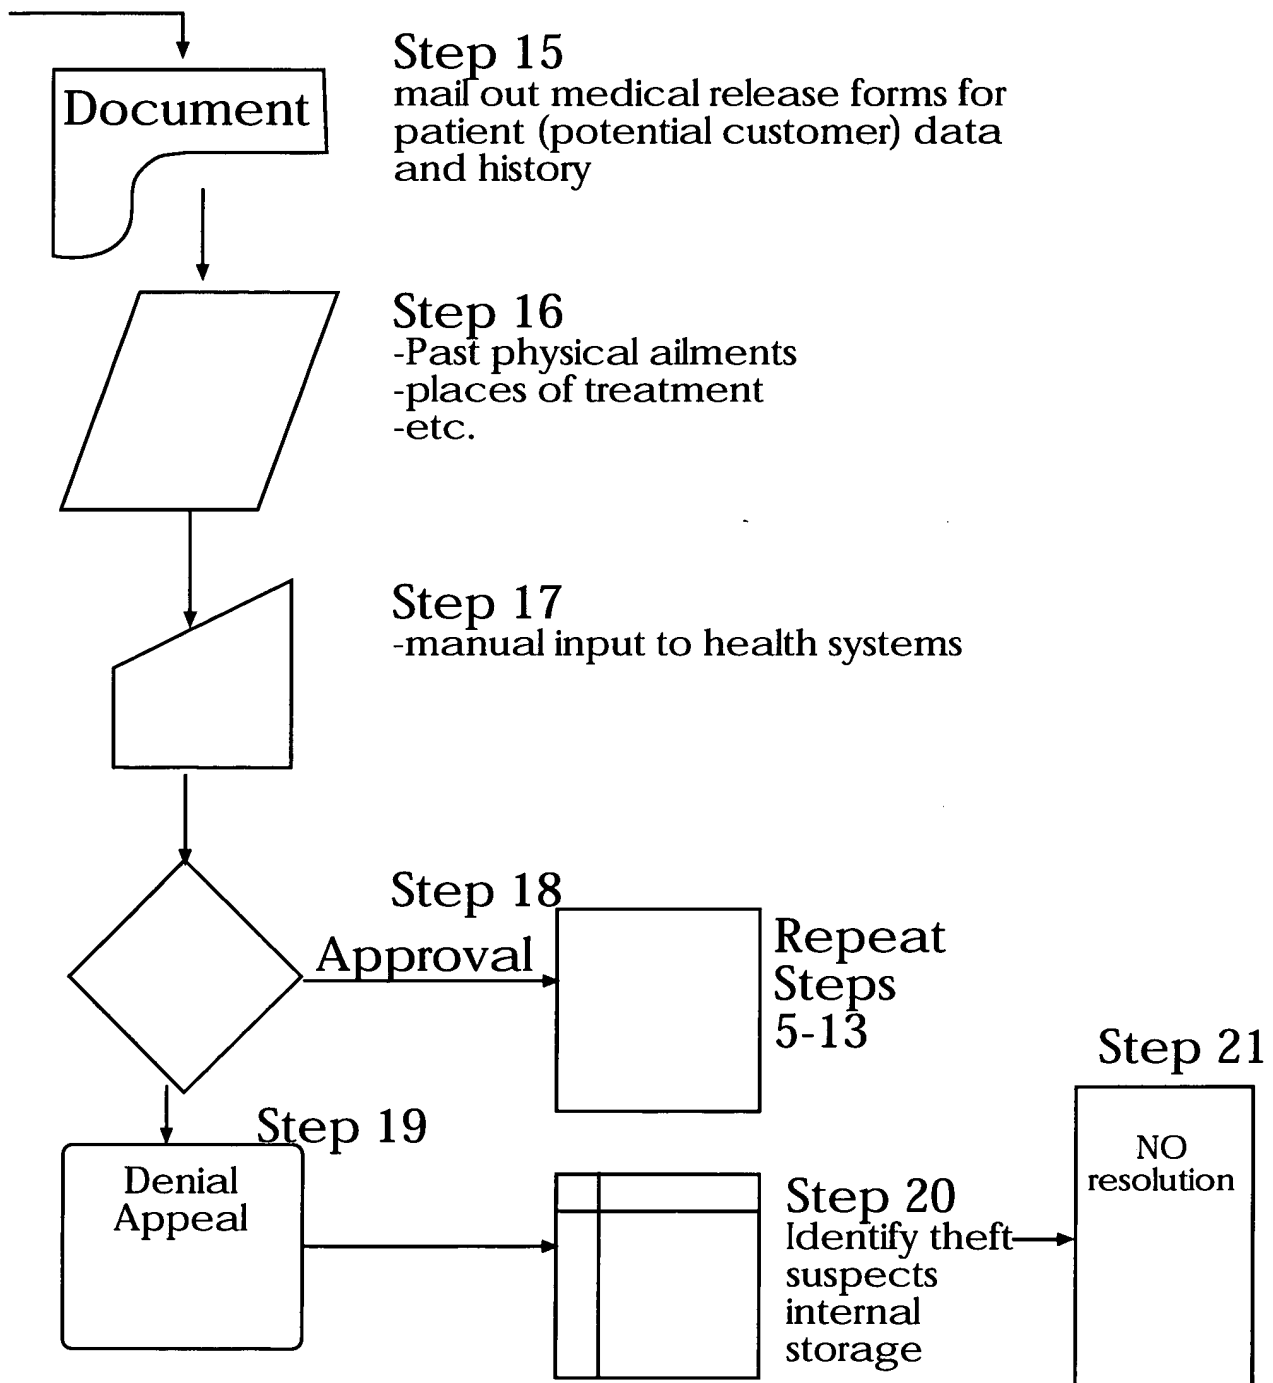 Document
Step 15
mail out medical release forms for
patient (potential customer) data
and history
Step 16
-Past physical ailments
-places of treatment
-etc.
Step 17
-manual input to health systems
Step 18
Approval
Repeat
Steps
5-13
Step 19
Denial
Appeal
Step 20
Identify theft
suspects
internal
storage
Step 21
NO
resolution